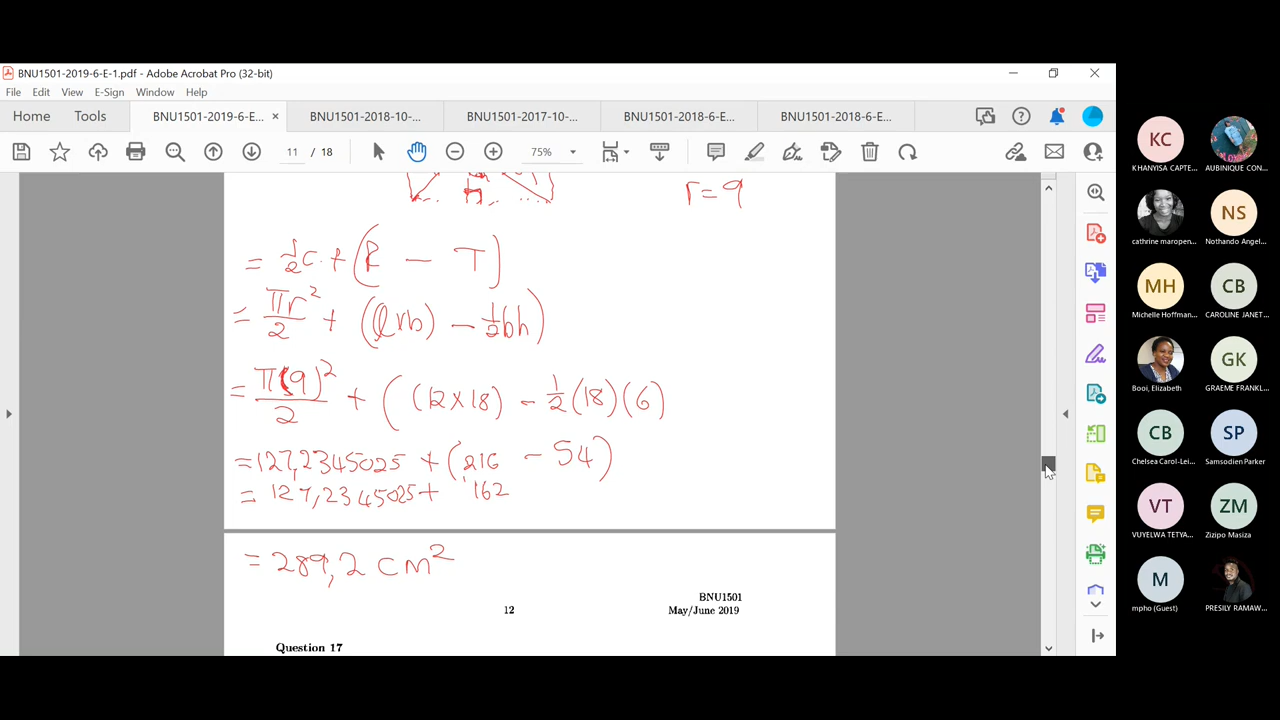 BNU1501-2019-6-E-1.pdf - Adobe Acrobat Pro (32-bit)
File Edit View E-Sign Window Help
Home Tools BNU1501-2019-6-E... × BNU1501-2018-10-... BNU1501-2017-10-... BNU1501-2018-6-E... BNU1501-2018-6-E...
11 / 18 75%
r = 9
= 1/2 C + (R - T)
= πr²/2 + ((l×b) - 1/2bh)
= π(9)²/2 + ((12×18) - 1/2(18)(6)
= 127,2345025 + (216 - 54)
= 127,2345025 + 162
= 289,2 cm²
BNU1501
12 May/June 2019
Question 17
KC
KHANYISA CAPTE...
AUBINIQUE CON...
cathrine maropen...
NS
Nothando Angel...
MH
Michelle Hoffman...
CB
CAROLINE JANET...
Booi, Elizabeth
GK
GRAEME FRANKL...
CB
Chelsea Carol-Lei...
SP
Samsodien Parker
VT
VUYELWA TETYA...
ZM
Zizipo Masiza
M
mpho (Guest)
PRESILY RAMAW...